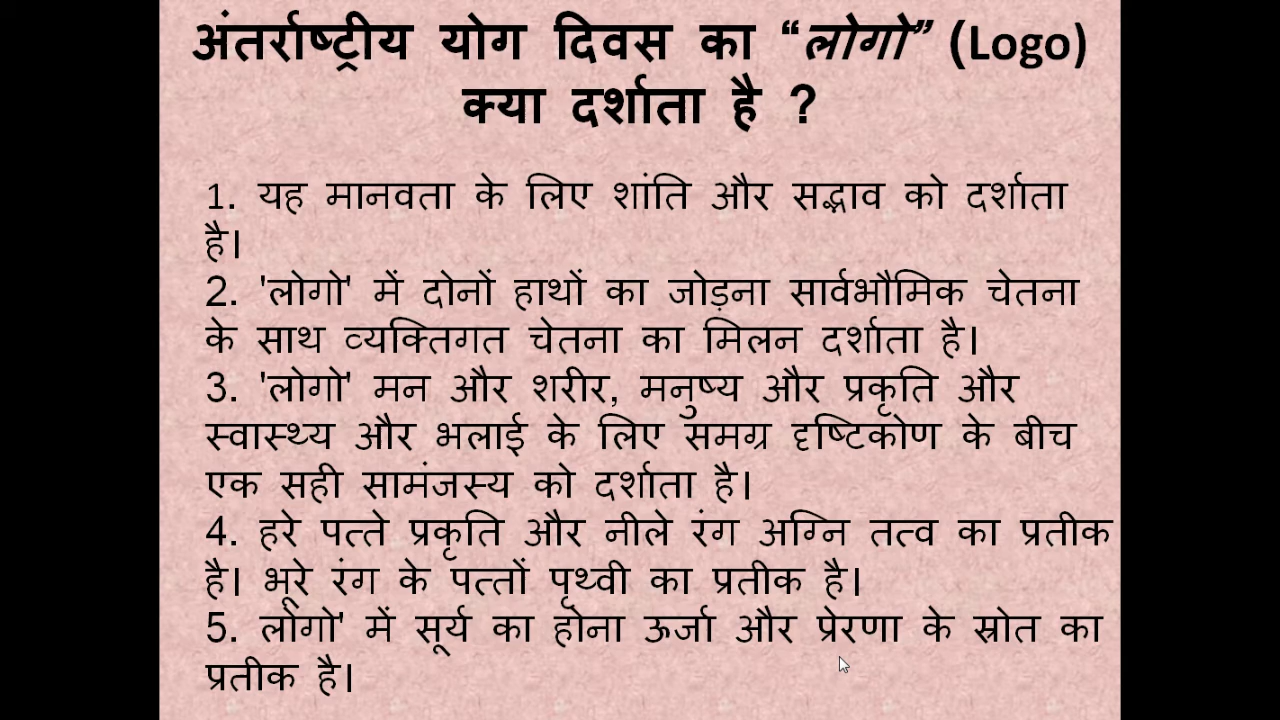 अंतर्राष्ट्रीय योग दिवस का “लोगो” (Logo)
क्या दर्शाता है ?
1. यह मानवता के लिए शांति और सद्भाव को दर्शाता
है।
2. 'लोगो' में दोनों हाथों का जोड़ना सार्वभौमिक चेतना
के साथ व्यक्तिगत चेतना का मिलन दर्शाता है।
3. 'लोगो' मन और शरीर, मनुष्य और प्रकृति और
स्वास्थ्य और भलाई के लिए समग्र दृष्टिकोण के बीच
एक सही सामंजस्य को दर्शाता है।
4. हरे पत्ते प्रकृति और नीले रंग अग्नि तत्व का प्रतीक
है। भूरे रंग के पत्तों पृथ्वी का प्रतीक है।
5. लोगो' में सूर्य का होना ऊर्जा और प्रेरणा के स्रोत का
प्रतीक है।